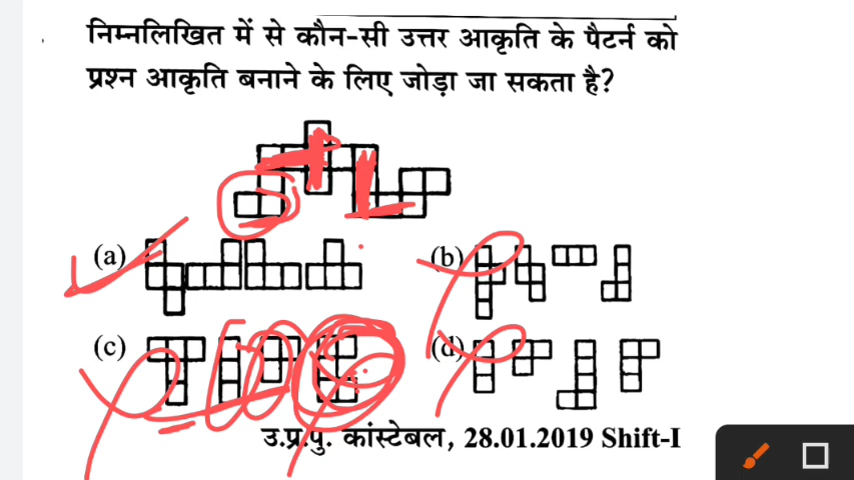 निम्नलिखित में से कौन-सी उत्तर आकृति के पैटर्न को
प्रश्न आकृति बनाने के लिए जोड़ा जा सकता है?
(a)
(b)
(c)
(d)
उ.प्र.पु. कांस्टेबल, 28.01.2019 Shift-I